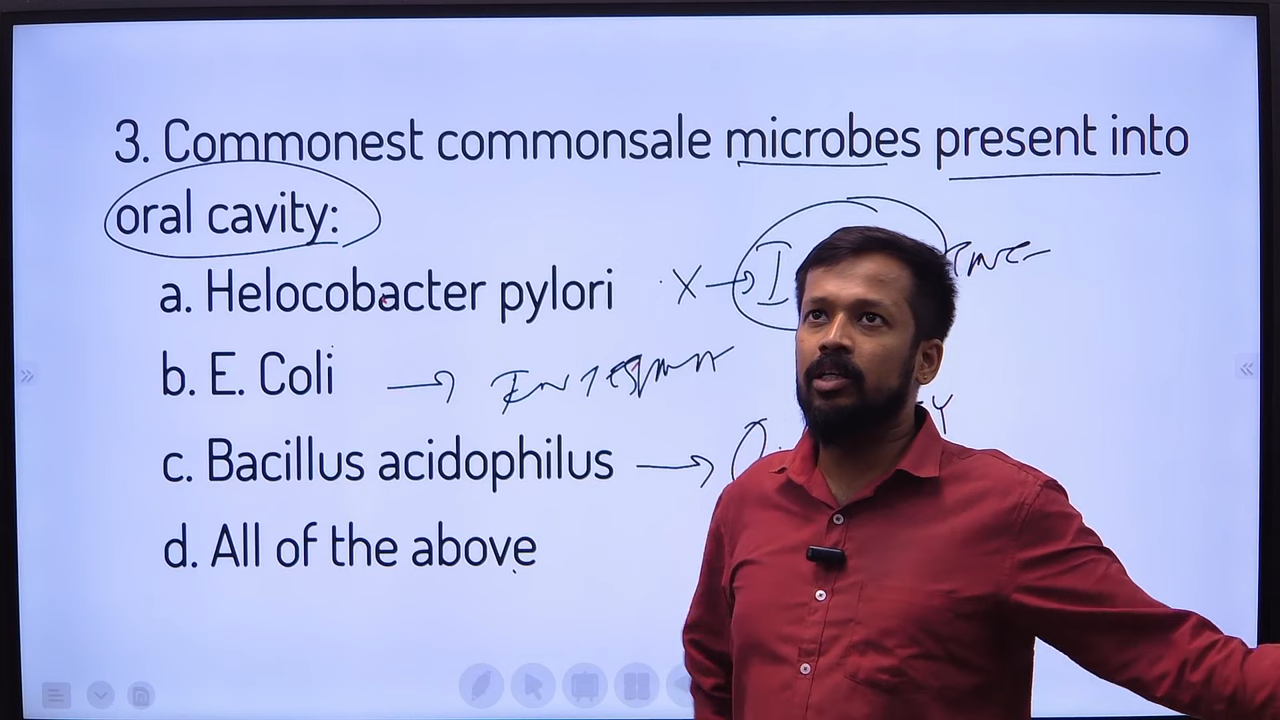 3. Commonest commonsale microbes present into
oral cavity:
a. Helocobacter pylori X → I
b. E. Coli →
c. Bacillus acidophilus →
d. All of the above